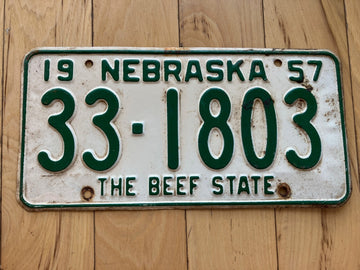 19 NEBRASKA 57
33·1803
THE BEEF STATE